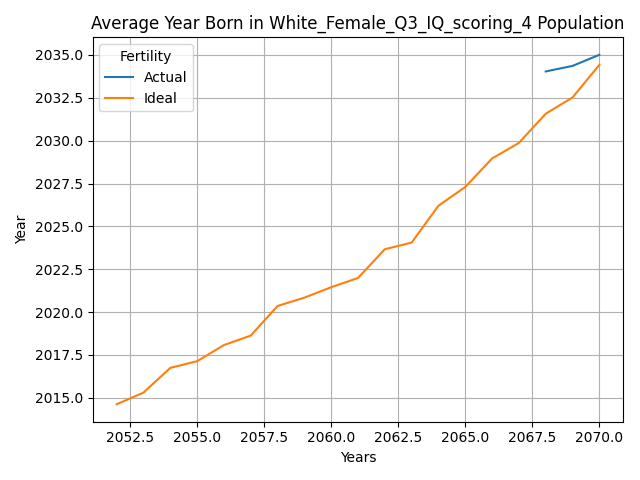 Average Year Born in White_Female_Q3_IQ_scoring_4 Population
Fertility
Actual
Ideal
2035.0
2032.5
2030.0
2027.5
2025.0
2022.5
2020.0
2017.5
2015.0
Year
2052.5 2055.0 2057.5 2060.0 2062.5 2065.0 2067.5 2070.0
Years